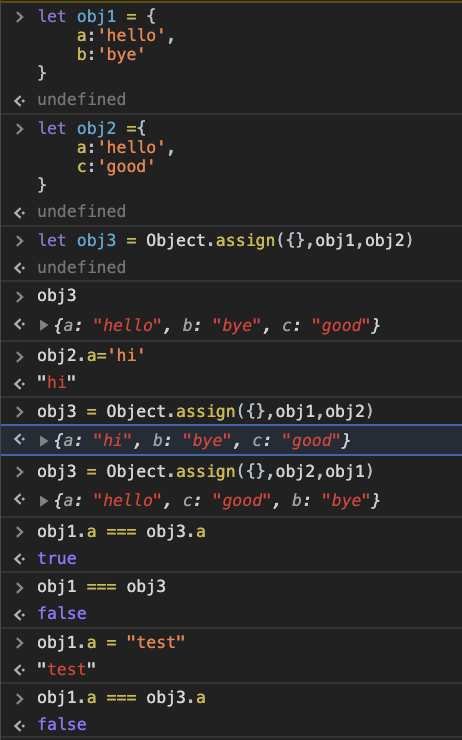 let obj1 = {
a:'hello',
b:'bye'
}
undefined
let obj2 ={
a:'hello',
c:'good'
}
undefined
let obj3 = Object.assign({},obj1,obj2)
undefined
obj3
{a: "hello", b: "bye", c: "good"}
obj2.a='hi'
"hi"
obj3 = Object.assign({},obj1,obj2)
{a: "hi", b: "bye", c: "good"}
obj3 = Object.assign({},obj2,obj1)
{a: "hello", c: "good", b: "bye"}
obj1.a === obj3.a
true
obj1 === obj3
false
obj1.a = "test"
"test"
obj1.a === obj3.a
false